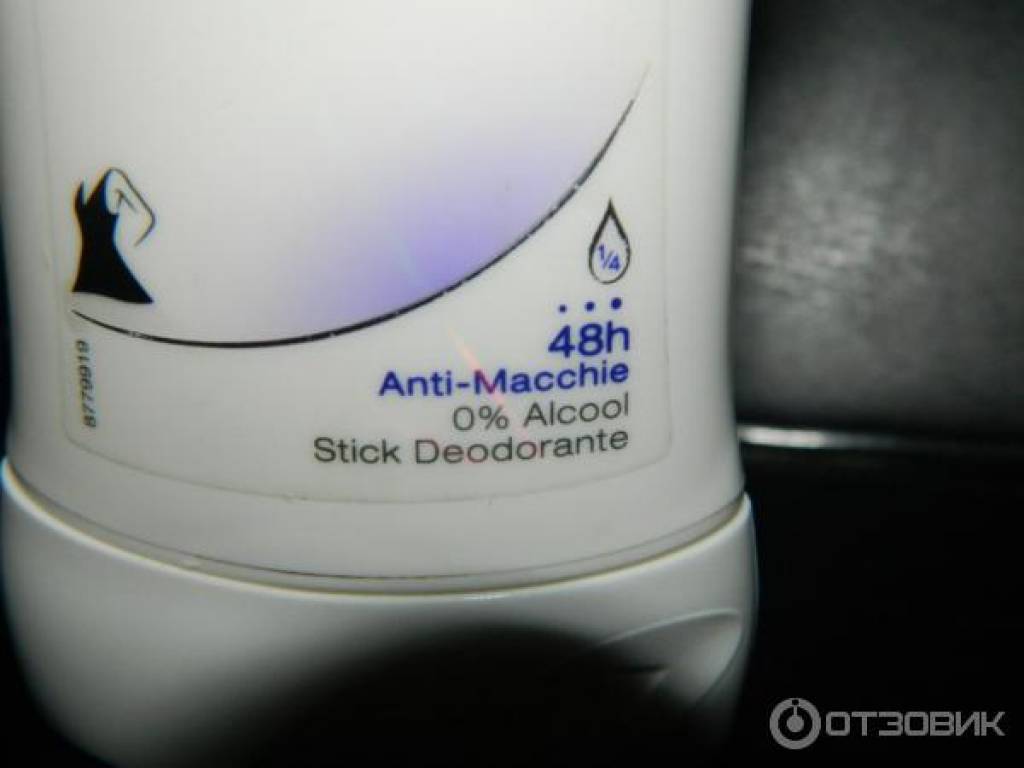 1/4
48h
Anti-Macchie
0% Alcool
Stick Deodorante
8779919
ОТЗОВИК